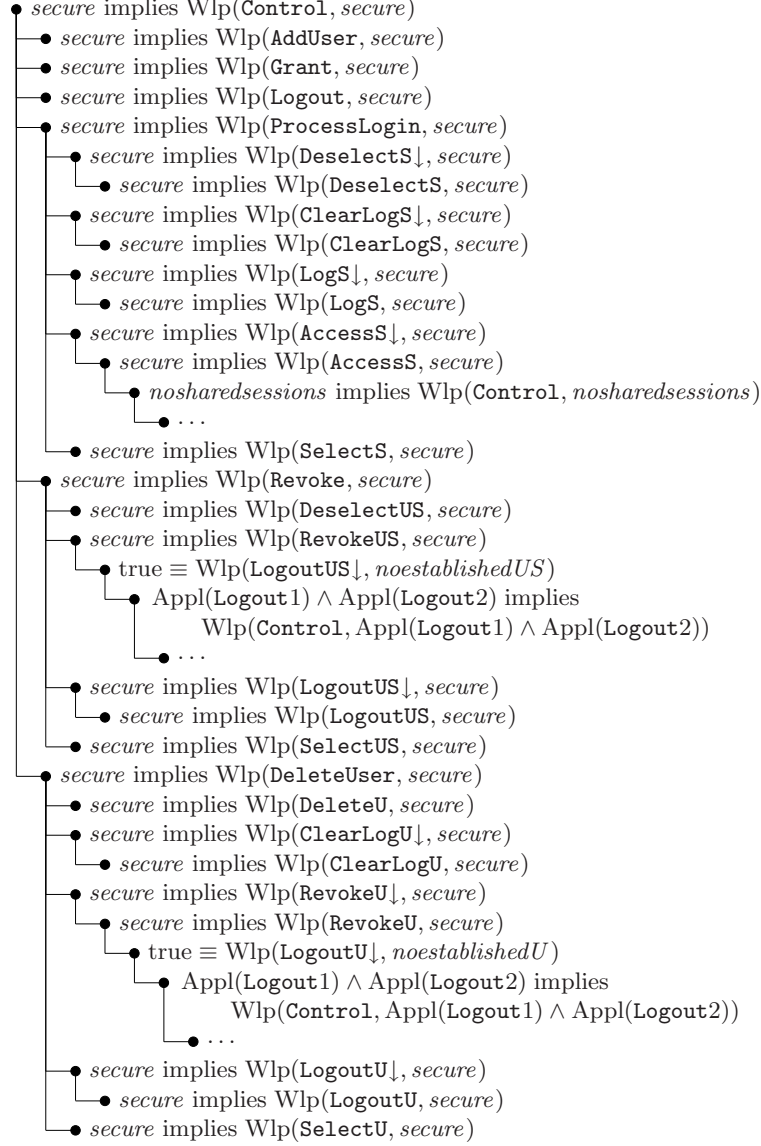 secure implies Wlp(Control, secure)
secure implies Wlp(AddUser, secure)
secure implies Wlp(Grant, secure)
secure implies Wlp(Logout, secure)
secure implies Wlp(ProcessLogin, secure)
secure implies Wlp(DeselectS↓, secure)
secure implies Wlp(DeselectS, secure)
secure implies Wlp(ClearLogS↓, secure)
secure implies Wlp(ClearLogS, secure)
secure implies Wlp(LogS↓, secure)
secure implies Wlp(LogS, secure)
secure implies Wlp(AccessS↓, secure)
secure implies Wlp(AccessS, secure)
nosharedsessions implies Wlp(Control, nosharedsessions)
···
secure implies Wlp(SelectS, secure)
secure implies Wlp(Revoke, secure)
secure implies Wlp(DeselectUS, secure)
secure implies Wlp(RevokeUS, secure)
true ≡ Wlp(LogoutUS↓, noestablishedUS)
Appl(Logout1) ∧ Appl(Logout2) implies
Wlp(Control, Appl(Logout1) ∧ Appl(Logout2))
···
secure implies Wlp(LogoutUS↓, secure)
secure implies Wlp(LogoutUS, secure)
secure implies Wlp(SelectUS, secure)
secure implies Wlp(DeleteUser, secure)
secure implies Wlp(DeleteU, secure)
secure implies Wlp(ClearLogU↓, secure)
secure implies Wlp(ClearLogU, secure)
secure implies Wlp(RevokeU↓, secure)
secure implies Wlp(RevokeU, secure)
true ≡ Wlp(LogoutU↓, noestablishedU)
Appl(Logout1) ∧ Appl(Logout2) implies
Wlp(Control, Appl(Logout1) ∧ Appl(Logout2))
···
secure implies Wlp(LogoutU↓, secure)
secure implies Wlp(LogoutU, secure)
secure implies Wlp(SelectU, secure)